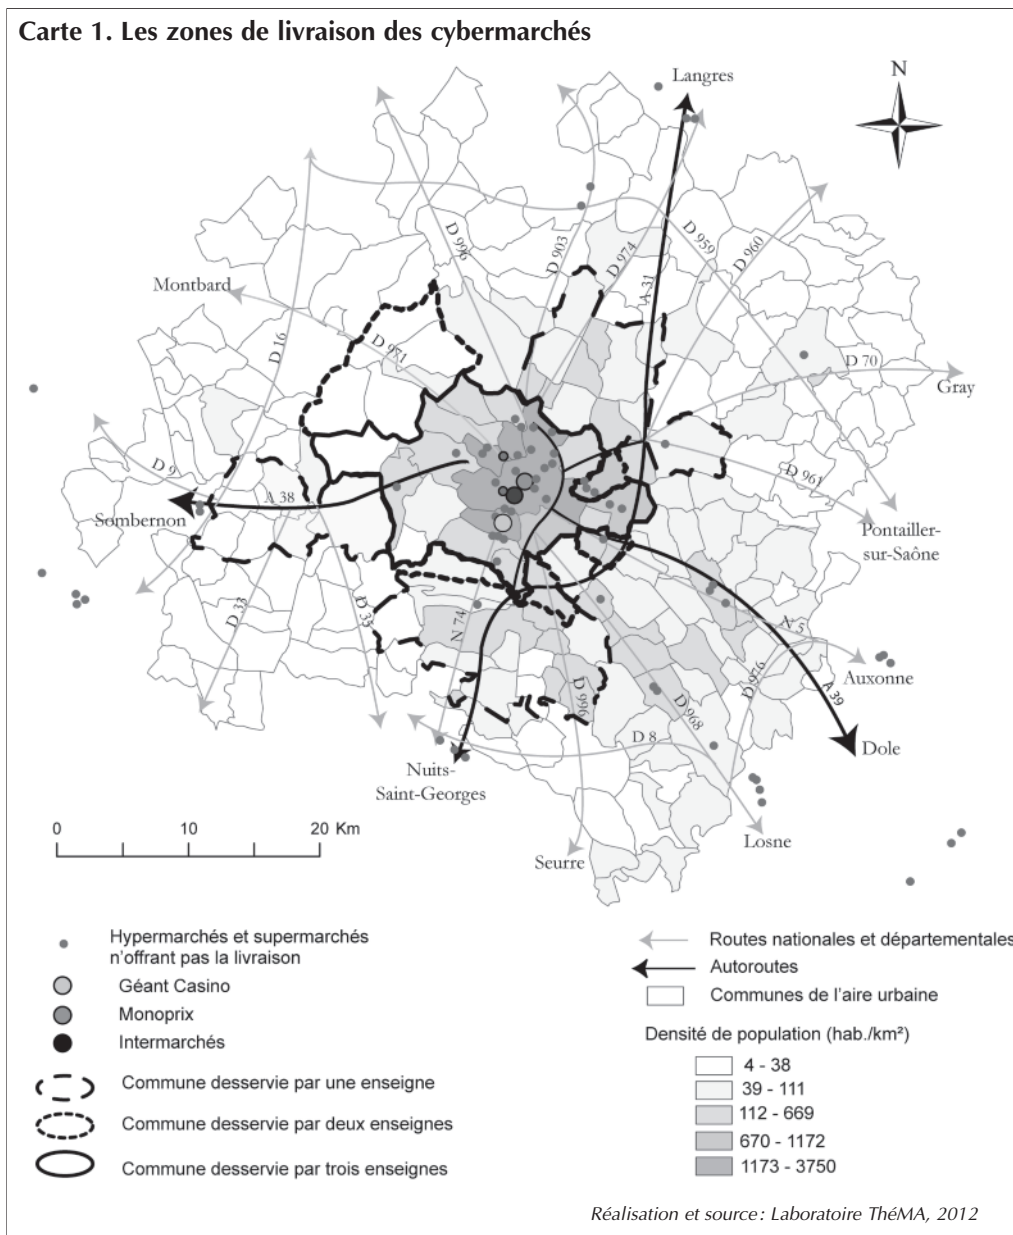 Carte 1. Les zones de livraison des cybermarchés
N
Langres
D 996
D 903
D 974
D 959
D 960
A 31
Montbard
D 16
D 971
D 70
Gray
D 9
D 961
A 38
Sombernon
Pontailler-
sur-Saône
D 33
D 35
N 74
N 5
D 976
Auxonne
A 39
D 966
D 968
D 8
Dole
Nuits-
Saint-Georges
0 10 20 Km
Seurre
Losne
Hypermarchés et supermarchés
n'offrant pas la livraison
Géant Casino
Monoprix
Intermarchés
Commune desservie par une enseigne
Commune desservie par deux enseignes
Commune desservie par trois enseignes
Routes nationales et départementales
Autoroutes
Communes de l'aire urbaine
Densité de population (hab./km²)
4 - 38
39 - 111
112 - 669
670 - 1172
1173 - 3750
Réalisation et source : Laboratoire ThéMA, 2012